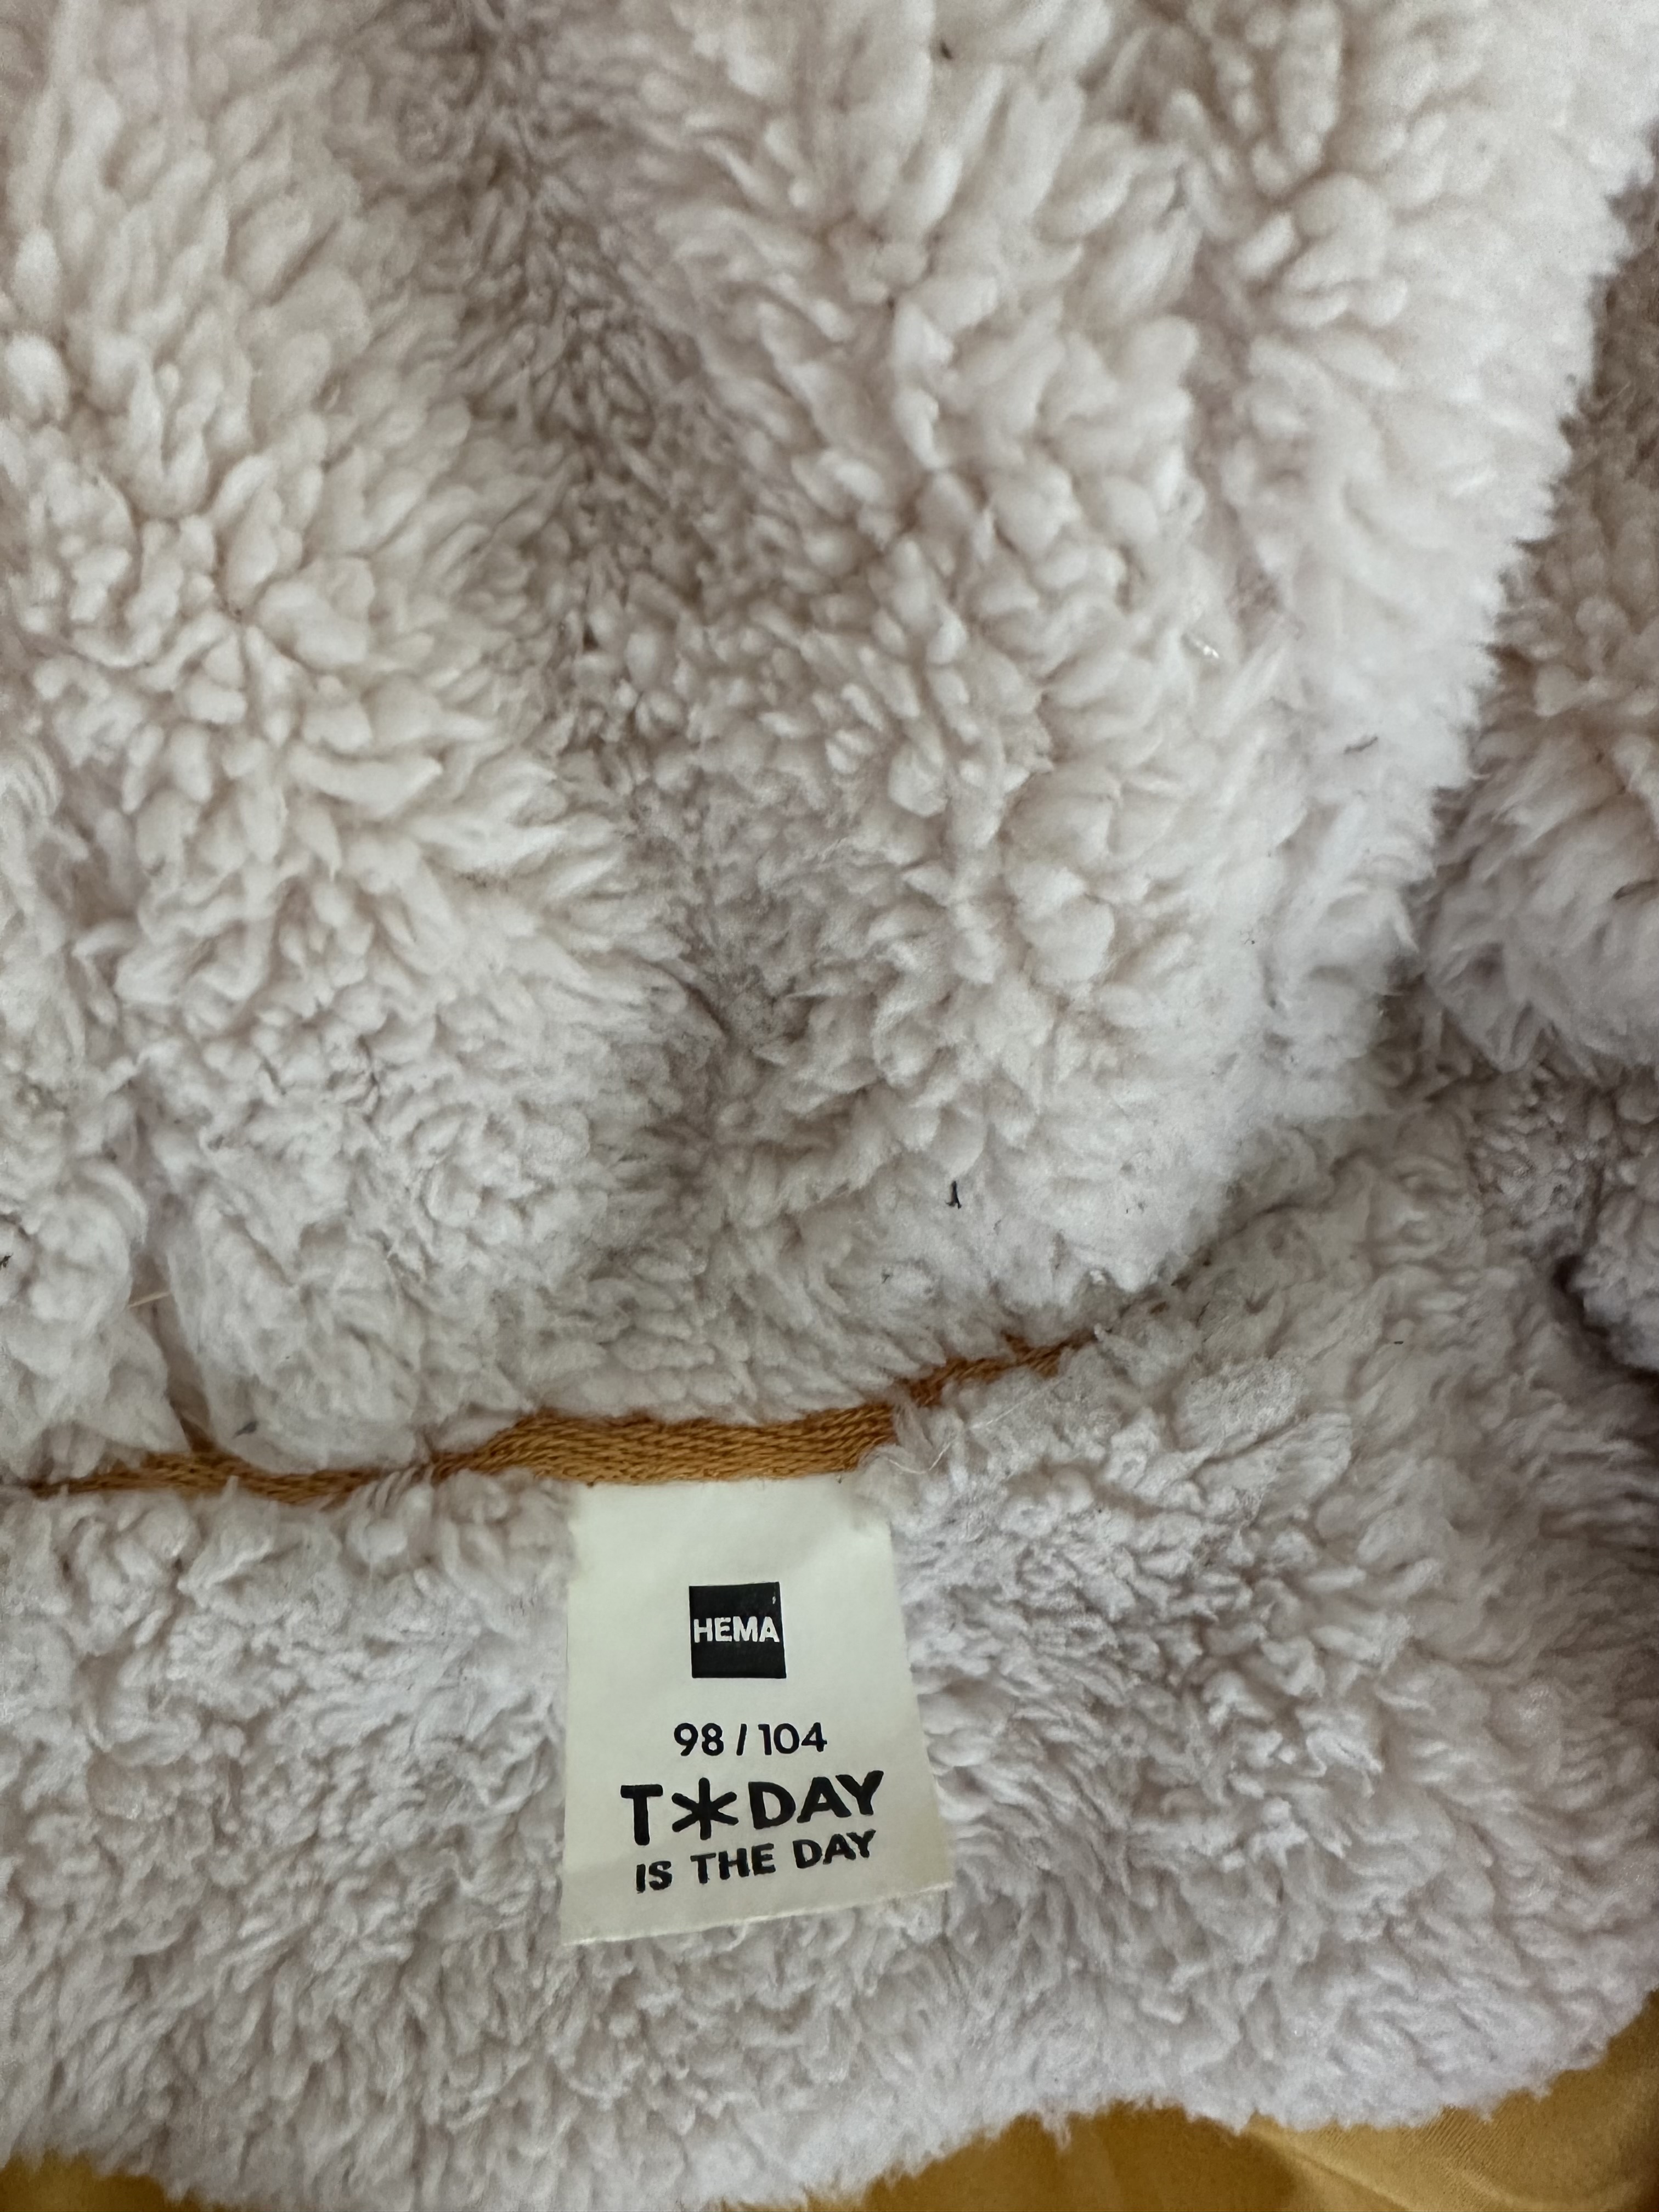 HEMA
98 / 104
T*DAY
IS THE DAY